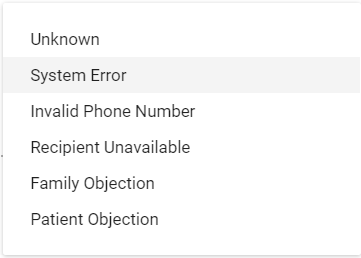 Unknown
System Error
Invalid Phone Number
Recipient Unavailable
Family Objection
Patient Objection